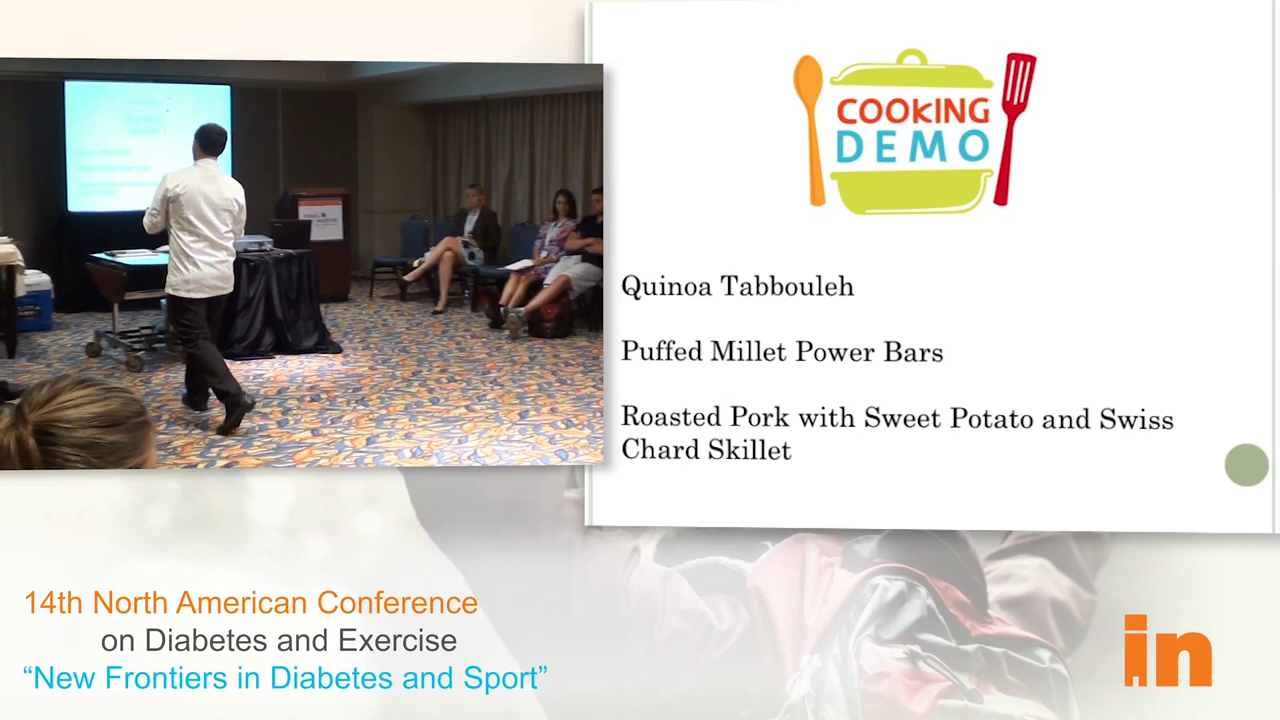 COOKING
DEMO
Quinoa Tabbouleh
Puffed Millet Power Bars
Roasted Pork with Sweet Potato and Swiss
Chard Skillet
14th North American Conference
on Diabetes and Exercise
“New Frontiers in Diabetes and Sport”
in